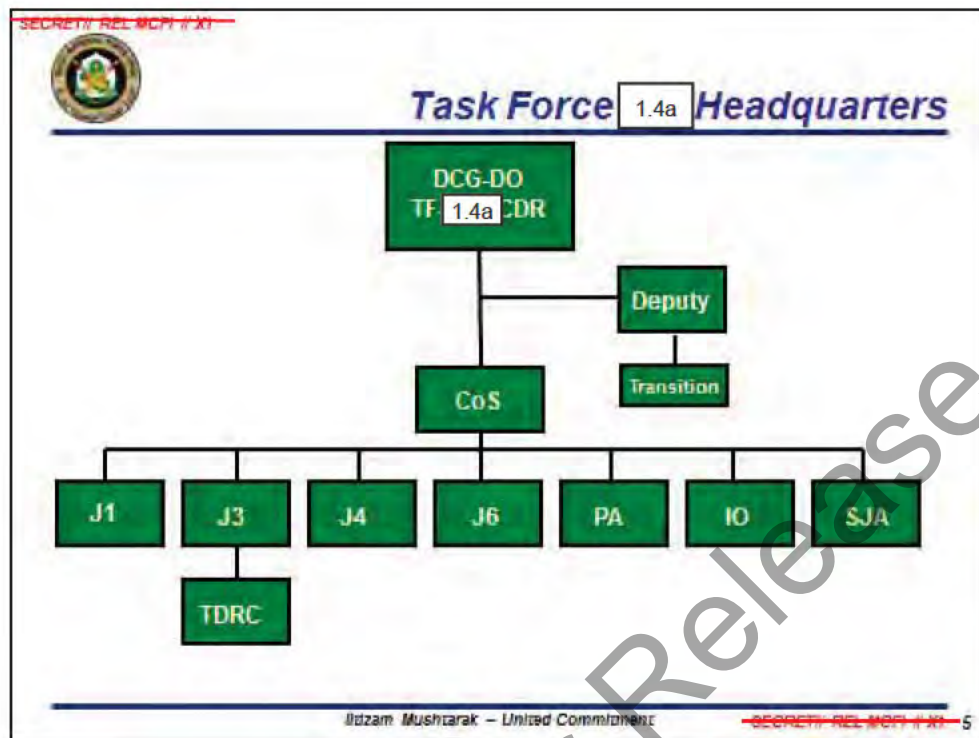 SECRET// REL MCFI // X1
Task Force 1.4a Headquarters
DCG-DO
TF- 1.4a CDR
Deputy
Transition
CoS
J1
J3
J4
J6
PA
IO
SJA
TDRC
Release
Iltizam Mushtarak – United Commitment
SECRET// REL MCFI // X1
5